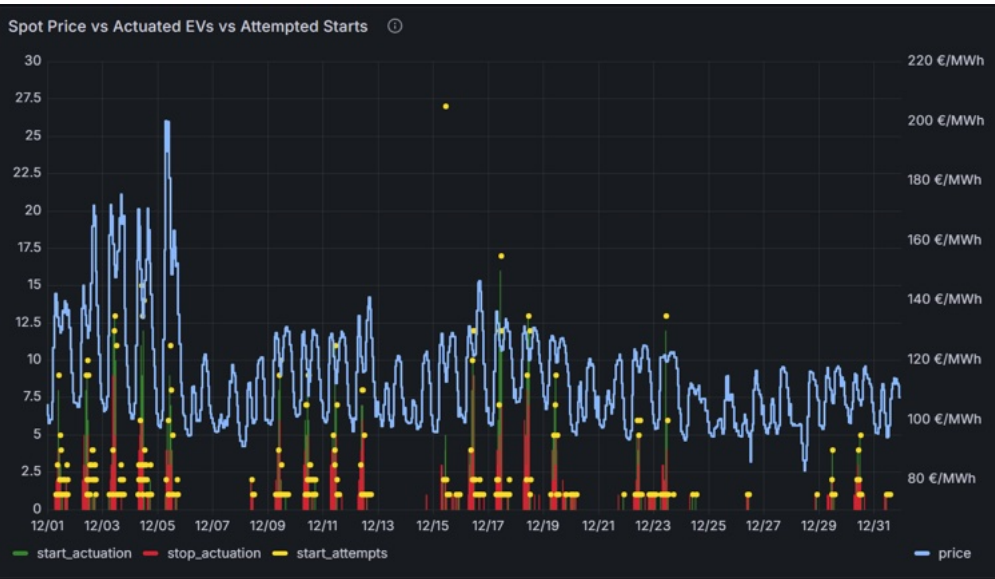 Spot Price vs Actuated EVs vs Attempted Starts
30 220 €/MWh
27.5
25 200 €/MWh
22.5 180 €/MWh
20
17.5 160 €/MWh
15 140 €/MWh
12.5
10 120 €/MWh
7.5 100 €/MWh
5
2.5 80 €/MWh
0
12/01 12/03 12/05 12/07 12/09 12/11 12/13 12/15 12/17 12/19 12/21 12/23 12/25 12/27 12/29 12/31
start_actuation stop_actuation start_attempts price